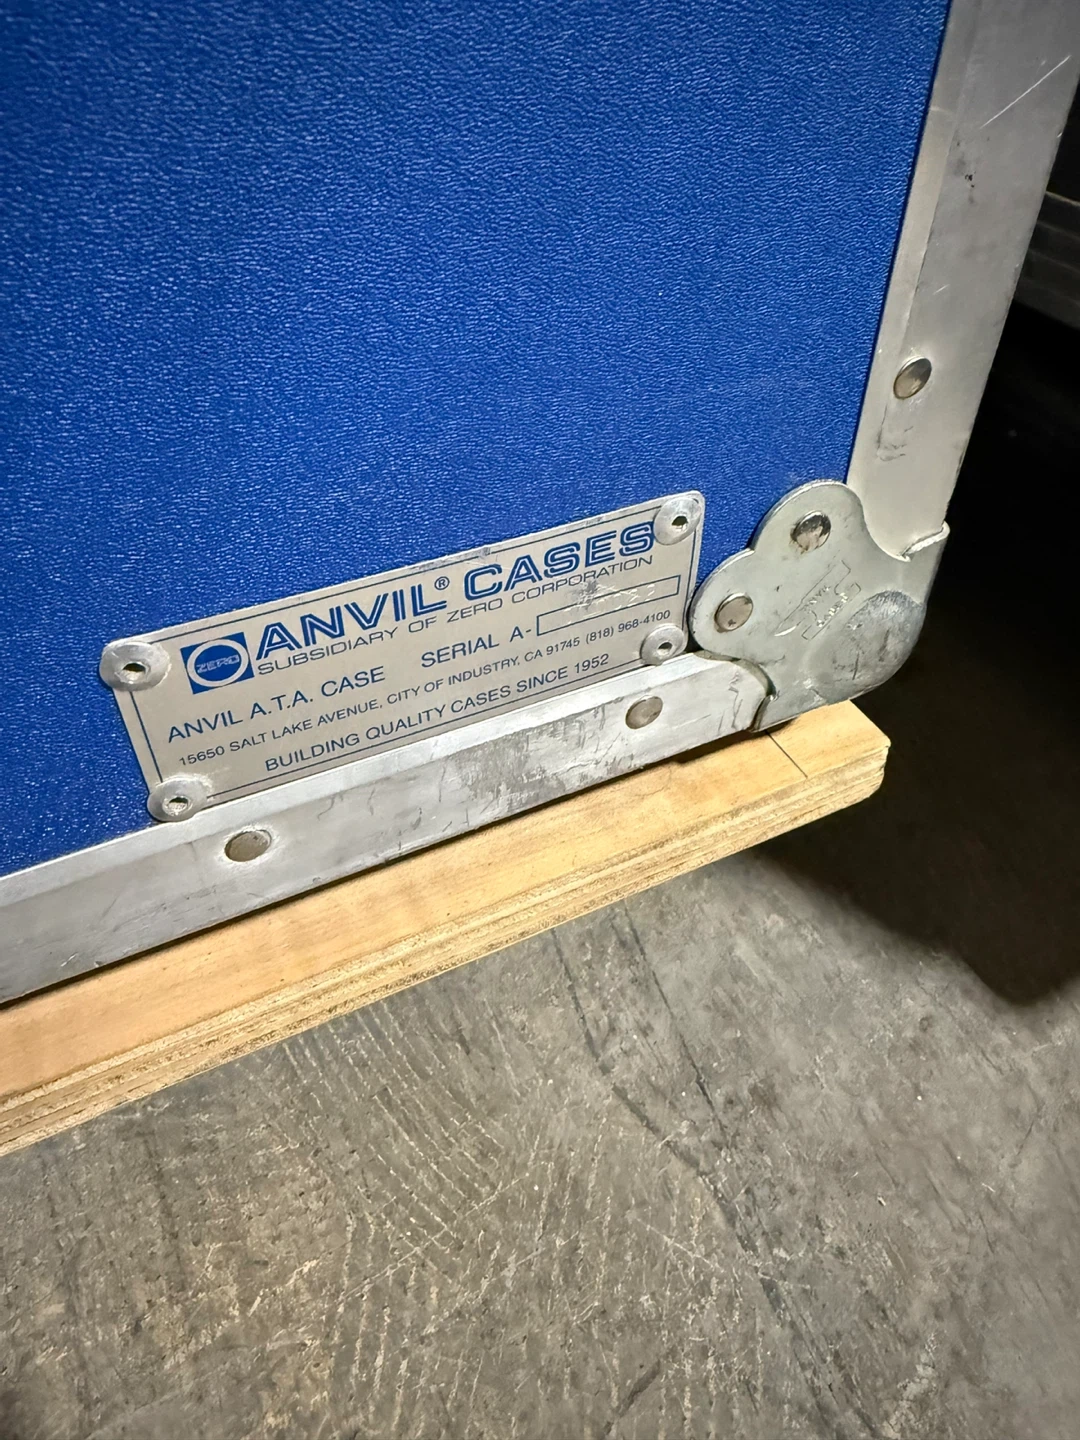 ZERO
ANVIL® CASES
SUBSIDIARY OF ZERO CORPORATION
ANVIL A.T.A. CASE SERIAL A-
15650 SALT LAKE AVENUE, CITY OF INDUSTRY, CA 91745 (818) 968-4100
BUILDING QUALITY CASES SINCE 1952